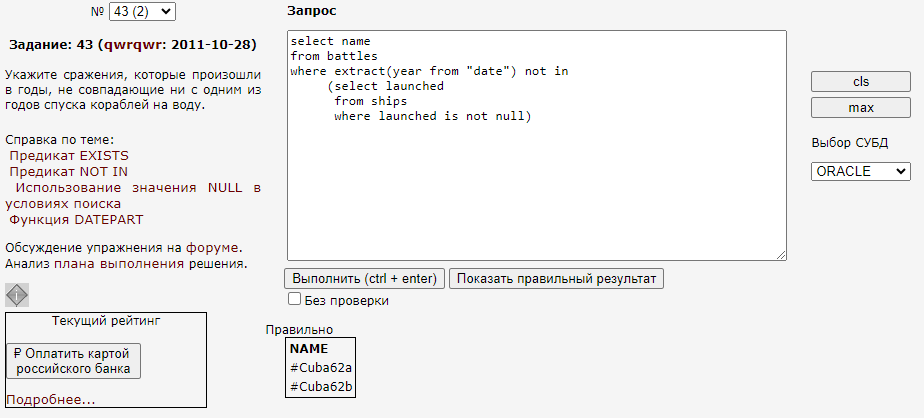 № 43 (2)
Задание: 43 (qwrqwr: 2011-10-28)
Укажите сражения, которые произошли
в годы, не совпадающие ни с одним из
годов спуска кораблей на воду.
Справка по теме:
Предикат EXISTS
Предикат NOT IN
Использование значения NULL в
условиях поиска
Функция DATEPART
Обсуждение упражнения на форуме.
Анализ плана выполнения решения.
Текущий рейтинг
₽ Оплатить картой
российского банка
Подробнее...
Запрос
select name
from battles
where extract(year from "date") not in
(select launched
from ships
where launched is not null)
Выполнить (ctrl + enter)
Показать правильный результат
Без проверки
Правильно
NAME
#Cuba62a
#Cuba62b
cls
max
Выбор СУБД
ORACLE